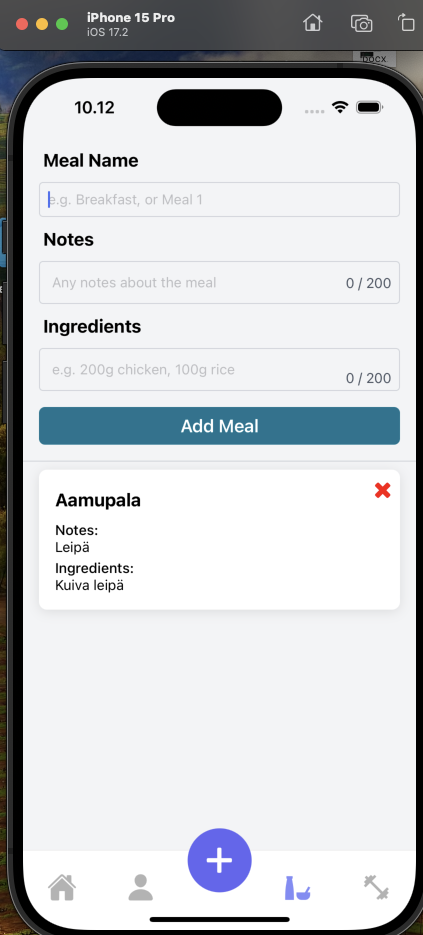 iPhone 15 Pro
iOS 17.2
docx
10.12
Meal Name
e.g. Breakfast, or Meal 1
Notes
Any notes about the meal
0 / 200
Ingredients
e.g. 200g chicken, 100g rice
0 / 200
Add Meal
Aamupala
Notes:
Leipä
Ingredients:
Kuiva leipä